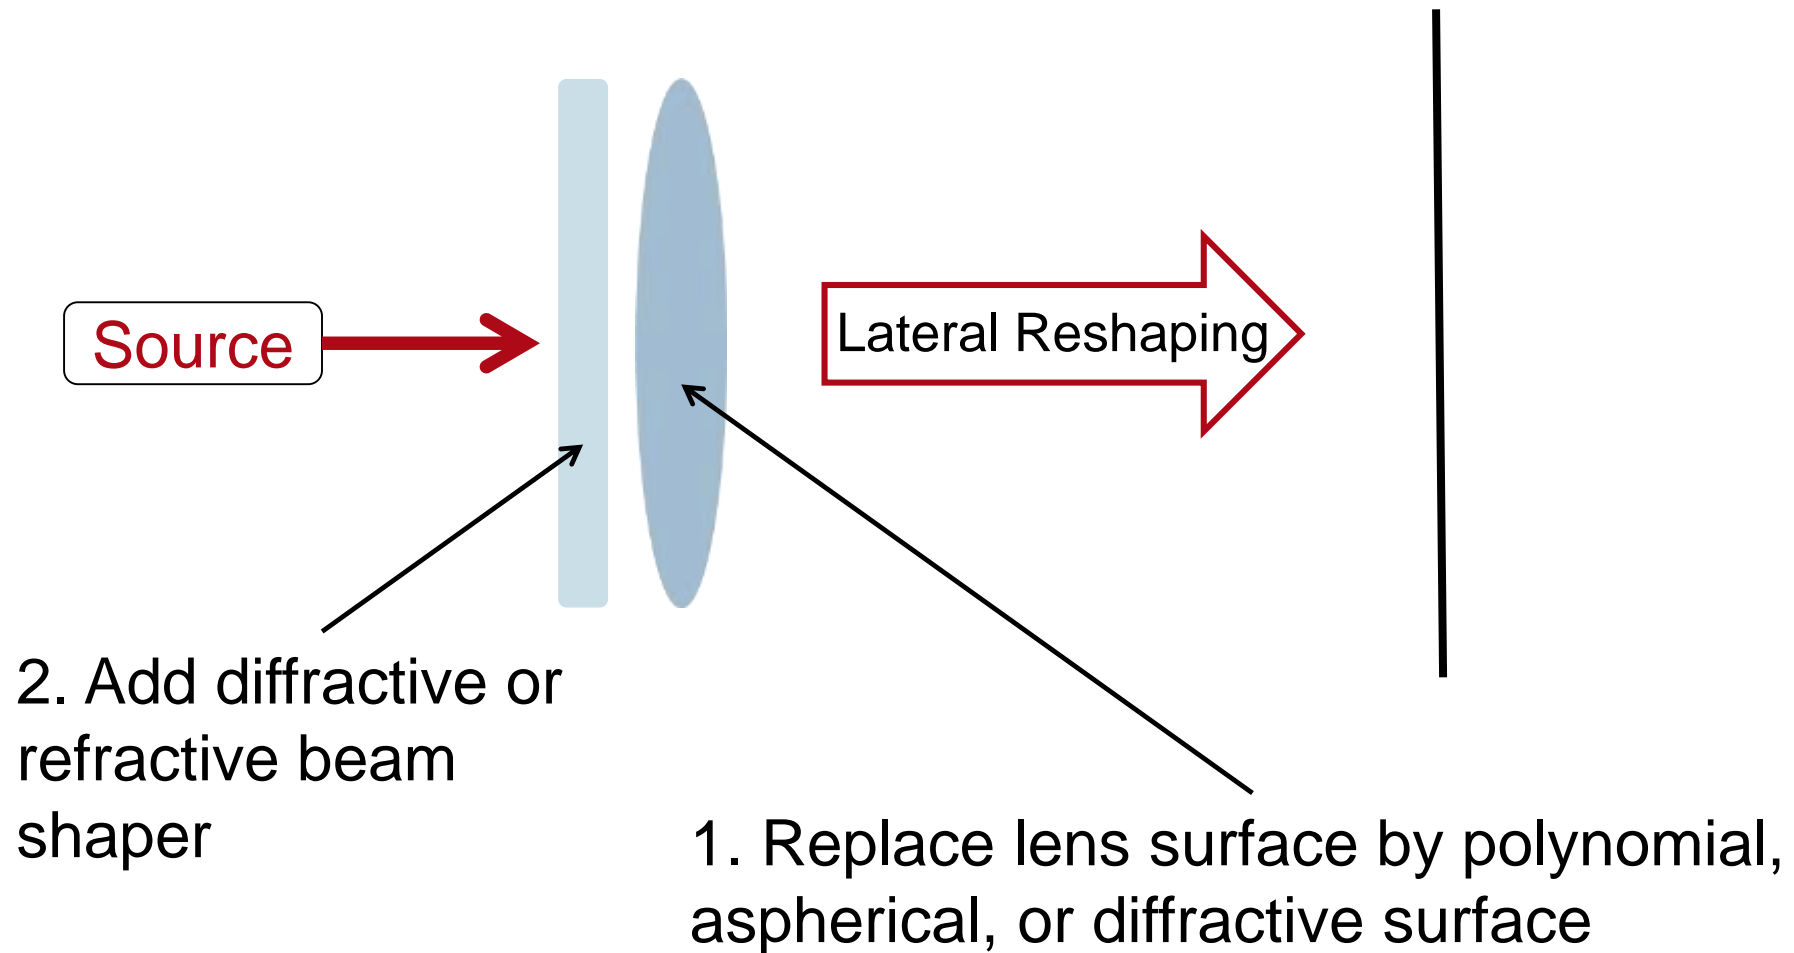 Source
Lateral Reshaping
2. Add diffractive or
refractive beam
shaper
1. Replace lens surface by polynomial,
aspherical, or diffractive surface